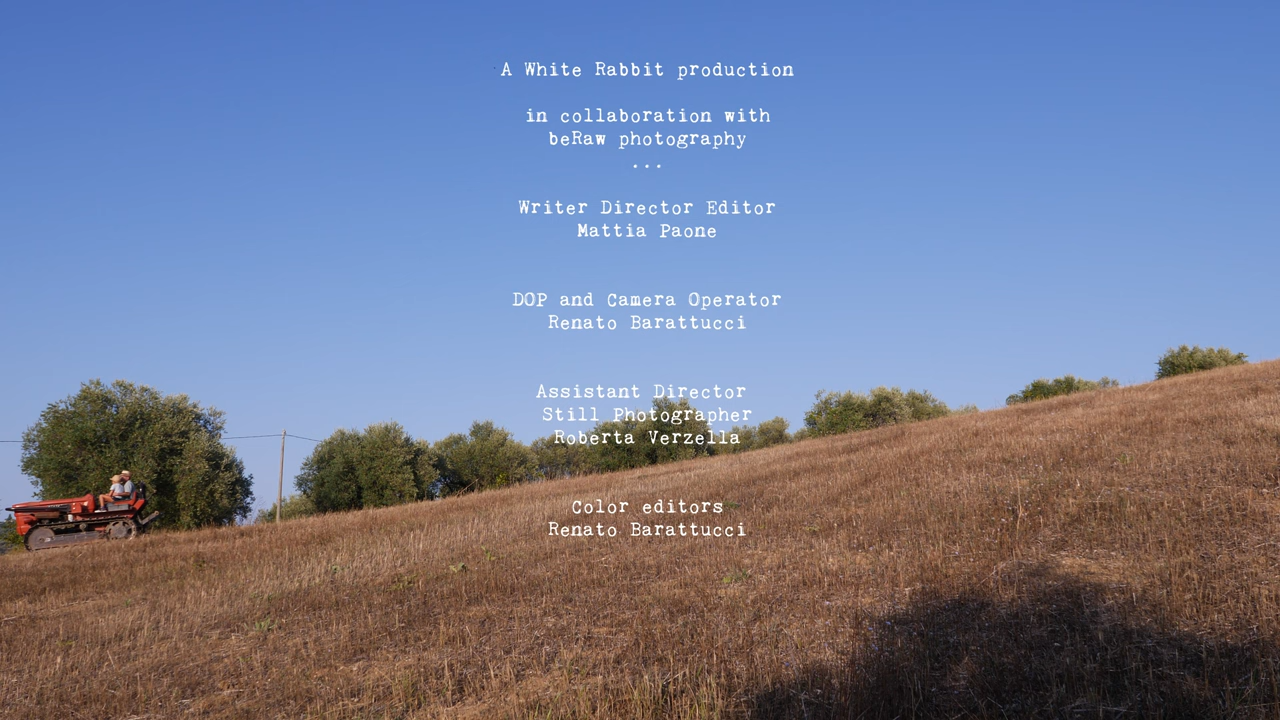 A White Rabbit production
in collaboration with
beRaw photography
...
Writer Director Editor
Mattia Paone
DOP and Camera Operator
Renato Barattucci
Assistant Director
Still Photographer
Roberta Verzella
Color editors
Renato Barattucci